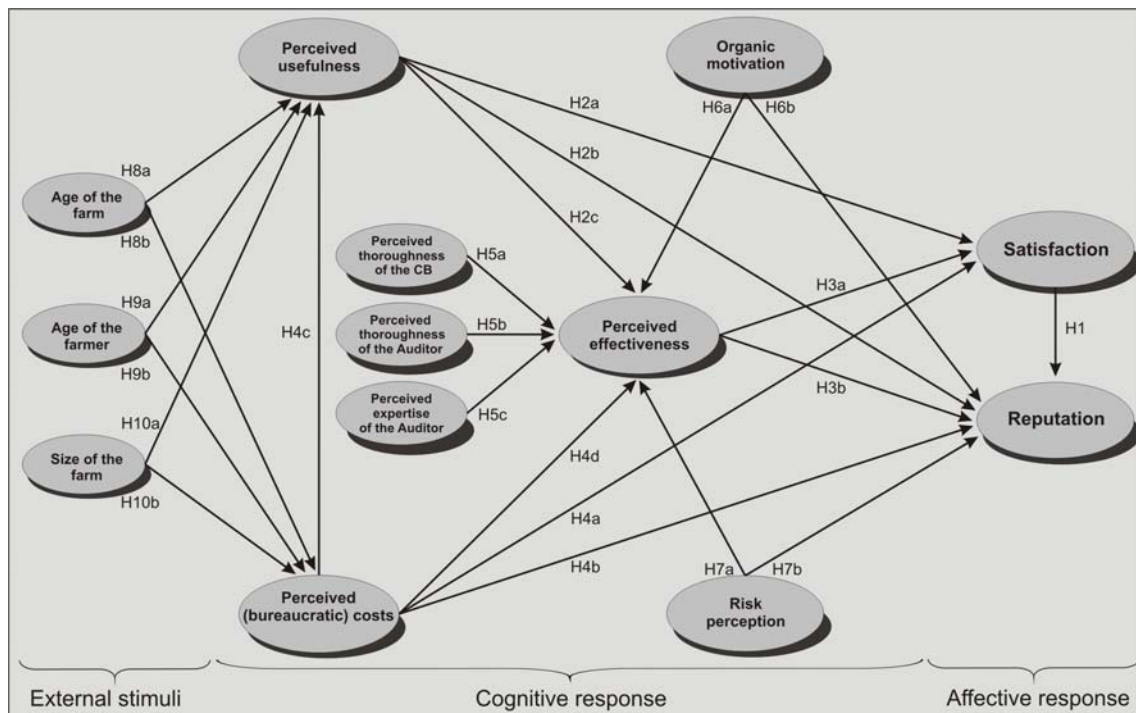 Perceived
usefulness
Organic
motivation
H2a
H6a
H6b
H2b
H8a
Age of the
farm
H8b
H2c
Perceived
thoroughness
of the CB
H5a
Satisfaction
H9a
H3a
Age of the
farmer
H4c
Perceived
thoroughness
of the Auditor
H5b
Perceived
effectiveness
H1
H9b
H3b
Perceived
expertise
of the Auditor
H5c
Reputation
H10a
Size of the
farm
H4d
H10b
H4a
H4b
H7a
H7b
Perceived
(bureaucratic) costs
Risk
perception
External stimuli
Cognitive response
Affective response